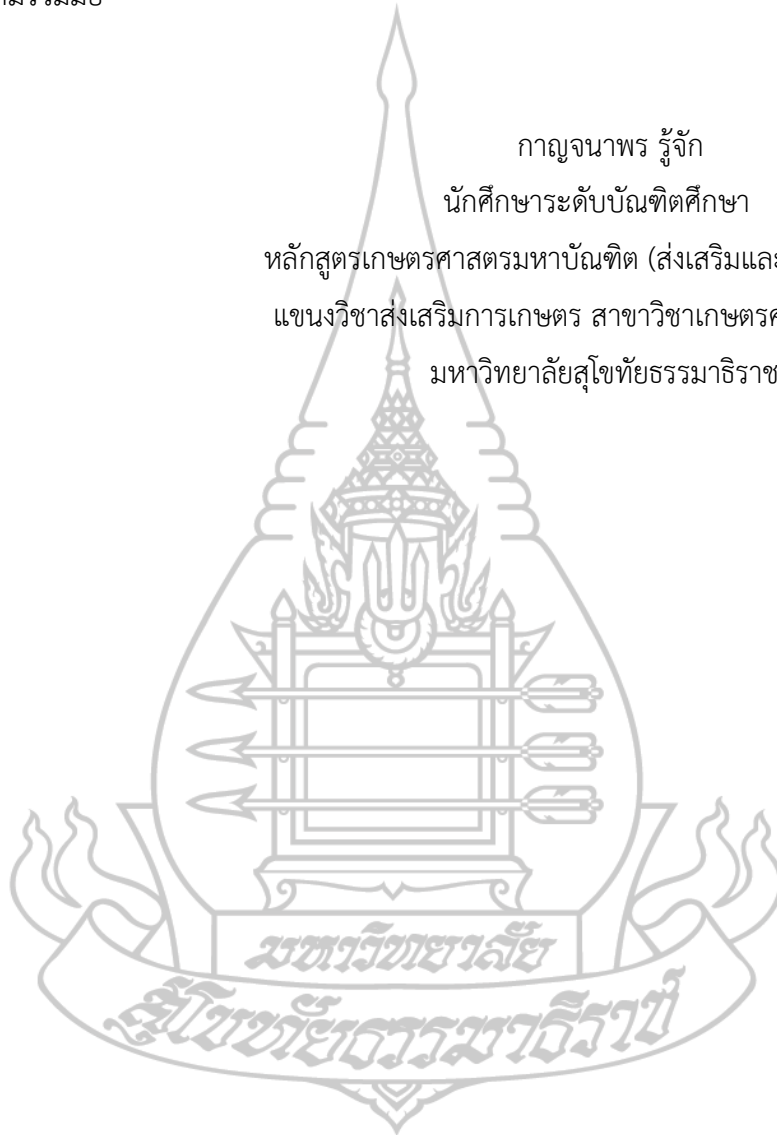 กาญจนาพร รู้จัก
นักศึกษาระดับบัณฑิตศึกษา
หลักสูตรเกษตรศาสตรมหาบัณฑิต (ส่งเสริมและ
แขนงวิชาส่งเสริมการเกษตร สาขาวิชาเกษตรศ
มหาวิทยาลัยสุโขทัยธรรมาธิราช
มหาวิทยาลัย
สุโขทัยธรรมาธิราช